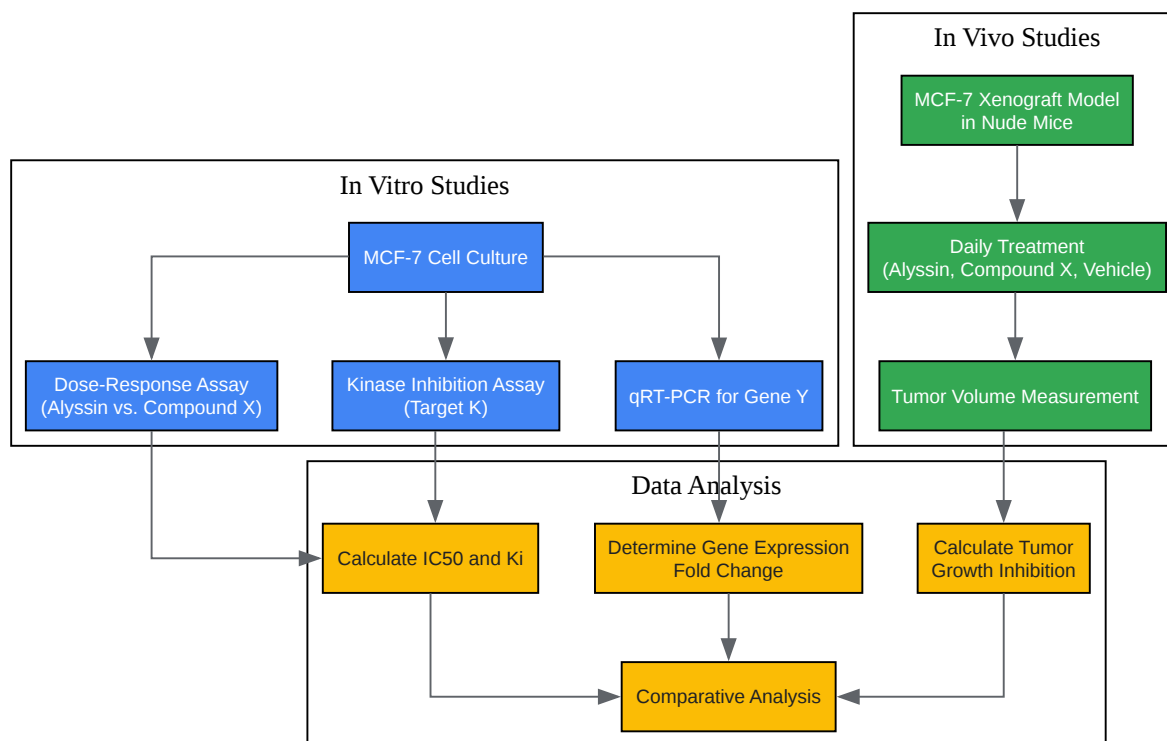 In Vivo Studies
MCF-7 Xenograft Model
in Nude Mice
Daily Treatment
(Alyssin, Compound X, Vehicle)
Tumor Volume Measurement
In Vitro Studies
MCF-7 Cell Culture
Dose-Response Assay
(Alyssin vs. Compound X)
Kinase Inhibition Assay
(Target K)
qRT-PCR for Gene Y
Data Analysis
Calculate IC50 and Ki
Determine Gene Expression
Fold Change
Calculate Tumor
Growth Inhibition
Comparative Analysis